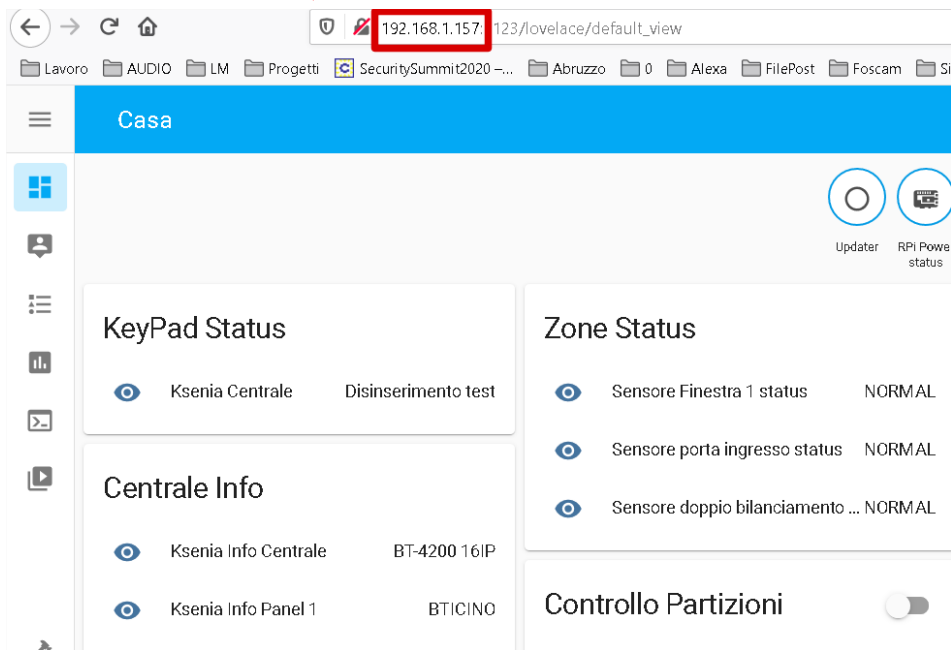 192.168.1.157: 123/lovelace/default_view
Lavoro AUDIO LM Progetti C SecuritySummit2020 –... Abruzzo 0 Alexa FilePost Foscam Si
Casa
Updater
RPi Powe
status
KeyPad Status
Ksenia Centrale Disinserimento test
Centrale Info
Ksenia Info Centrale BT-4200 16IP
Ksenia Info Panel 1 BTICINO
Zone Status
Sensore Finestra 1 status NORMAL
Sensore porta ingresso status NORMAL
Sensore doppio bilanciamento ... NORMAL
Controllo Partizioni